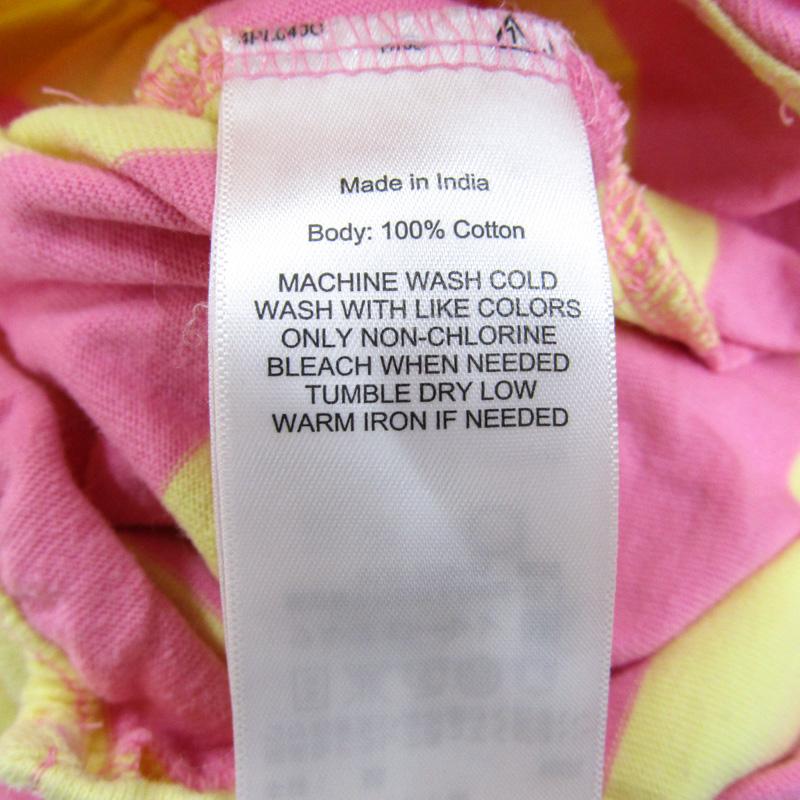 Made in India
Body: 100% Cotton
MACHINE WASH COLD
WASH WITH LIKE COLORS
ONLY NON-CHLORINE
BLEACH WHEN NEEDED
TUMBLE DRY LOW
WARM IRON IF NEEDED